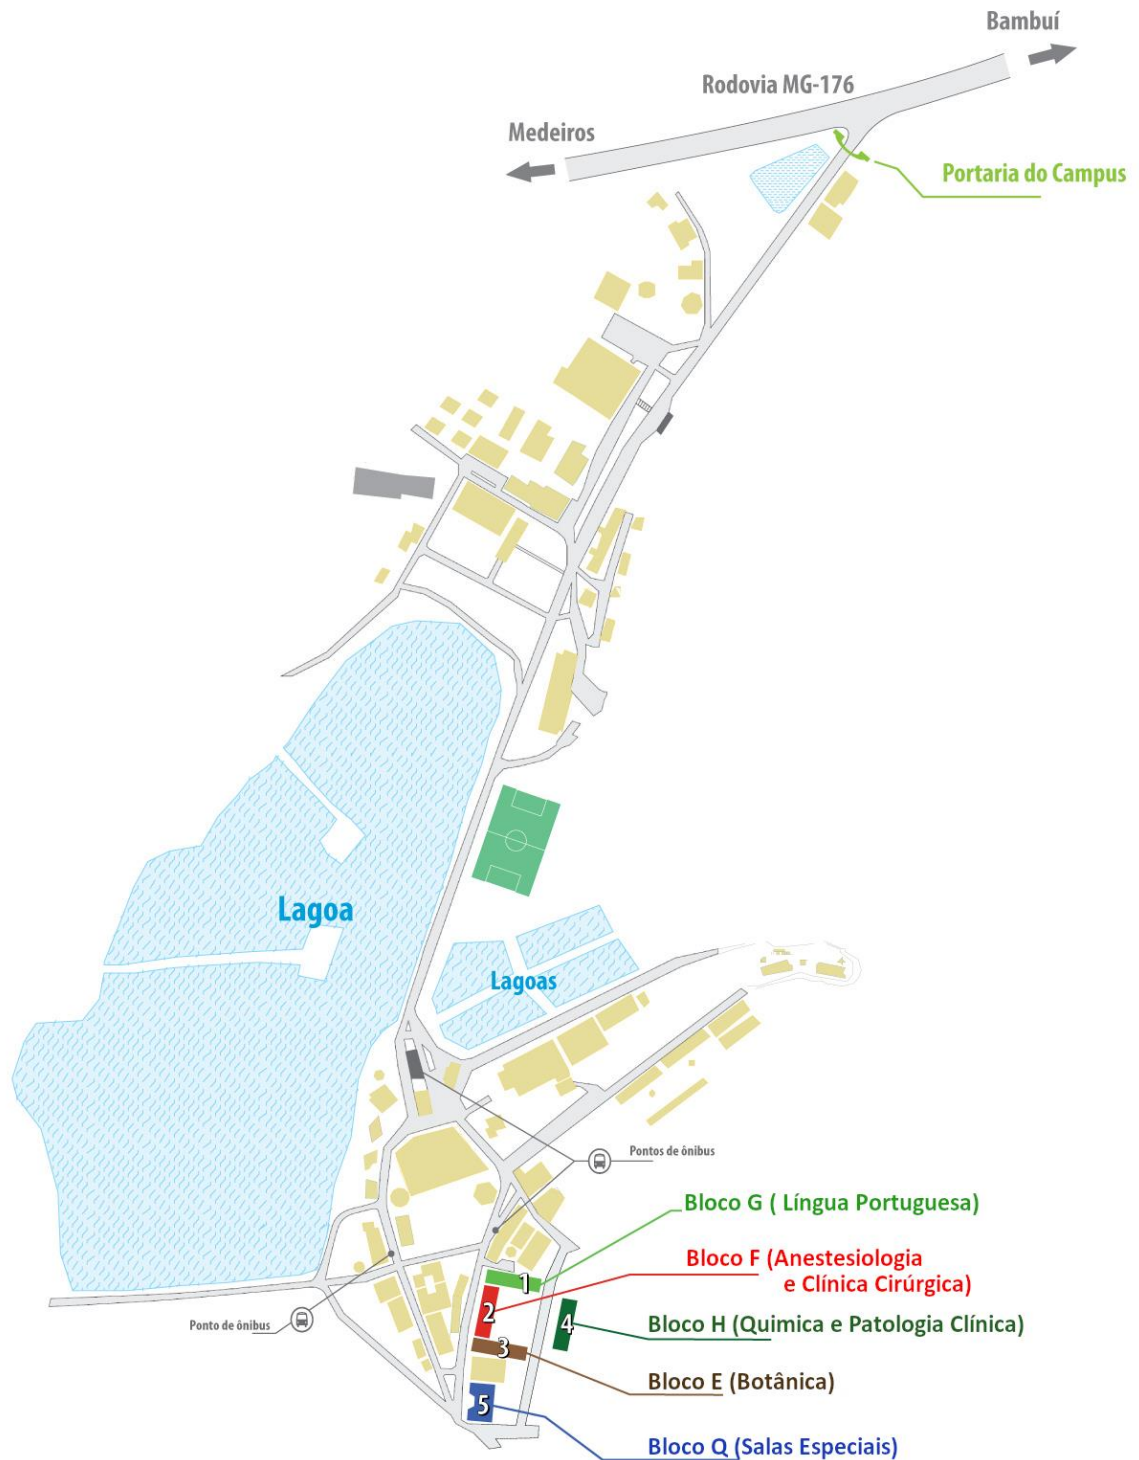 Bambuí
Rodovia MG-176
Medeiros
Portaria do Campus
Lagoa
Lagoas
Pontos de ônibus
Bloco G ( Língua Portuguesa)
Bloco F (Anestesiologia
e Clínica Cirúrgica)
1
2
Ponto de ônibus
4
Bloco H (Quimica e Patologia Clínica)
3
Bloco E (Botânica)
5
Bloco Q (Salas Especiais)